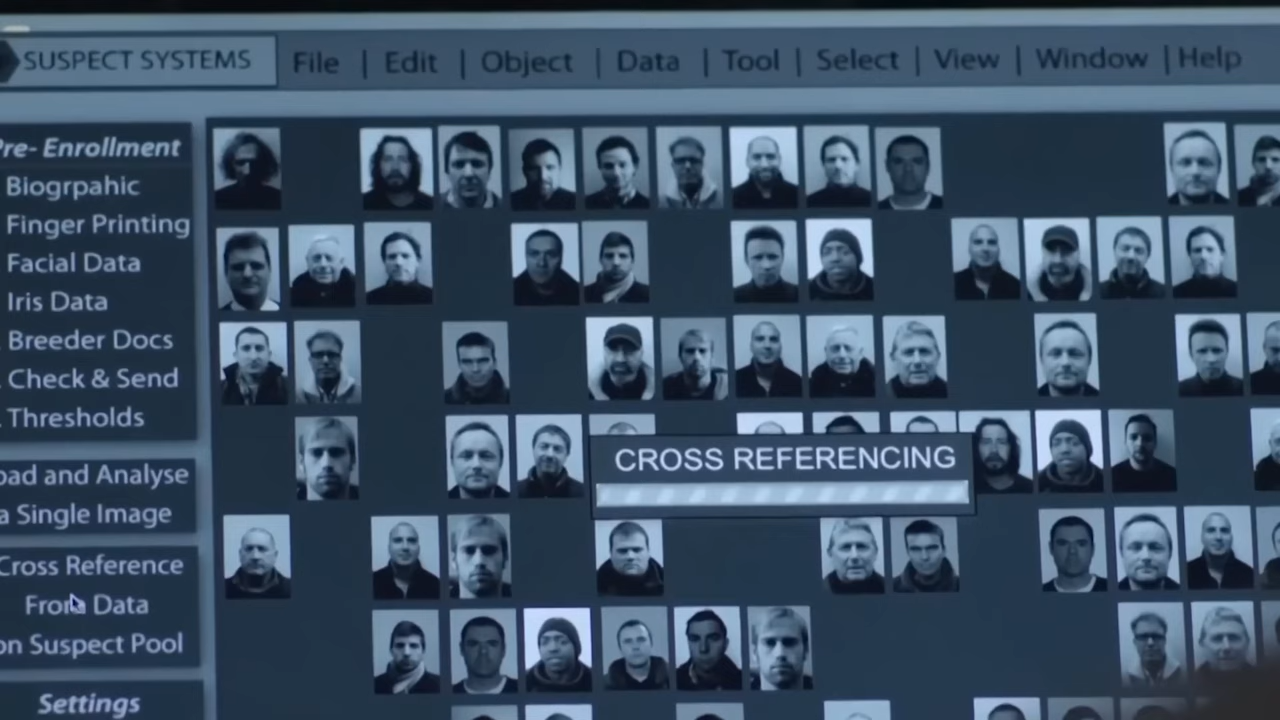 SUSPECT SYSTEMS File | Edit | Object | Data | Tool | Select | View | Window | Help
Pre- Enrollment
Biogrpahic
Finger Printing
Facial Data
Iris Data
Breeder Docs
Check & Send
Thresholds
and Analyse
a Single Image
Cross Reference
From Data
on Suspect Pool
Settings
CROSS REFERENCING